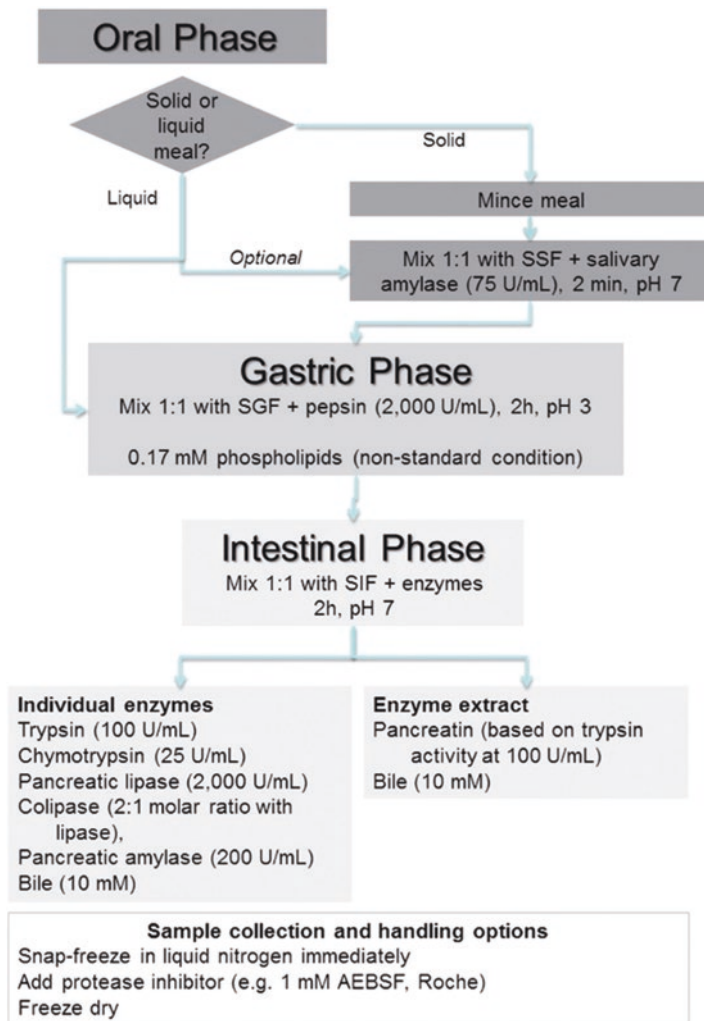 Oral Phase
Solid or
liquid
meal?
Solid
Liquid
Mince meal
Optional
Mix 1:1 with SSF + salivary
amylase (75 U/mL), 2 min, pH 7
Gastric Phase
Mix 1:1 with SGF + pepsin (2,000 U/mL), 2h, pH 3
0.17 mM phospholipids (non-standard condition)
Intestinal Phase
Mix 1:1 with SIF + enzymes
2h, pH 7
Individual enzymes
Trypsin (100 U/mL)
Chymotrypsin (25 U/mL)
Pancreatic lipase (2,000 U/mL)
Colipase (2:1 molar ratio with
lipase),
Pancreatic amylase (200 U/mL)
Bile (10 mM)
Enzyme extract
Pancreatin (based on trypsin
activity at 100 U/mL)
Bile (10 mM)
Sample collection and handling options
Snap-freeze in liquid nitrogen immediately
Add protease inhibitor (e.g. 1 mM AEBSF, Roche)
Freeze dry